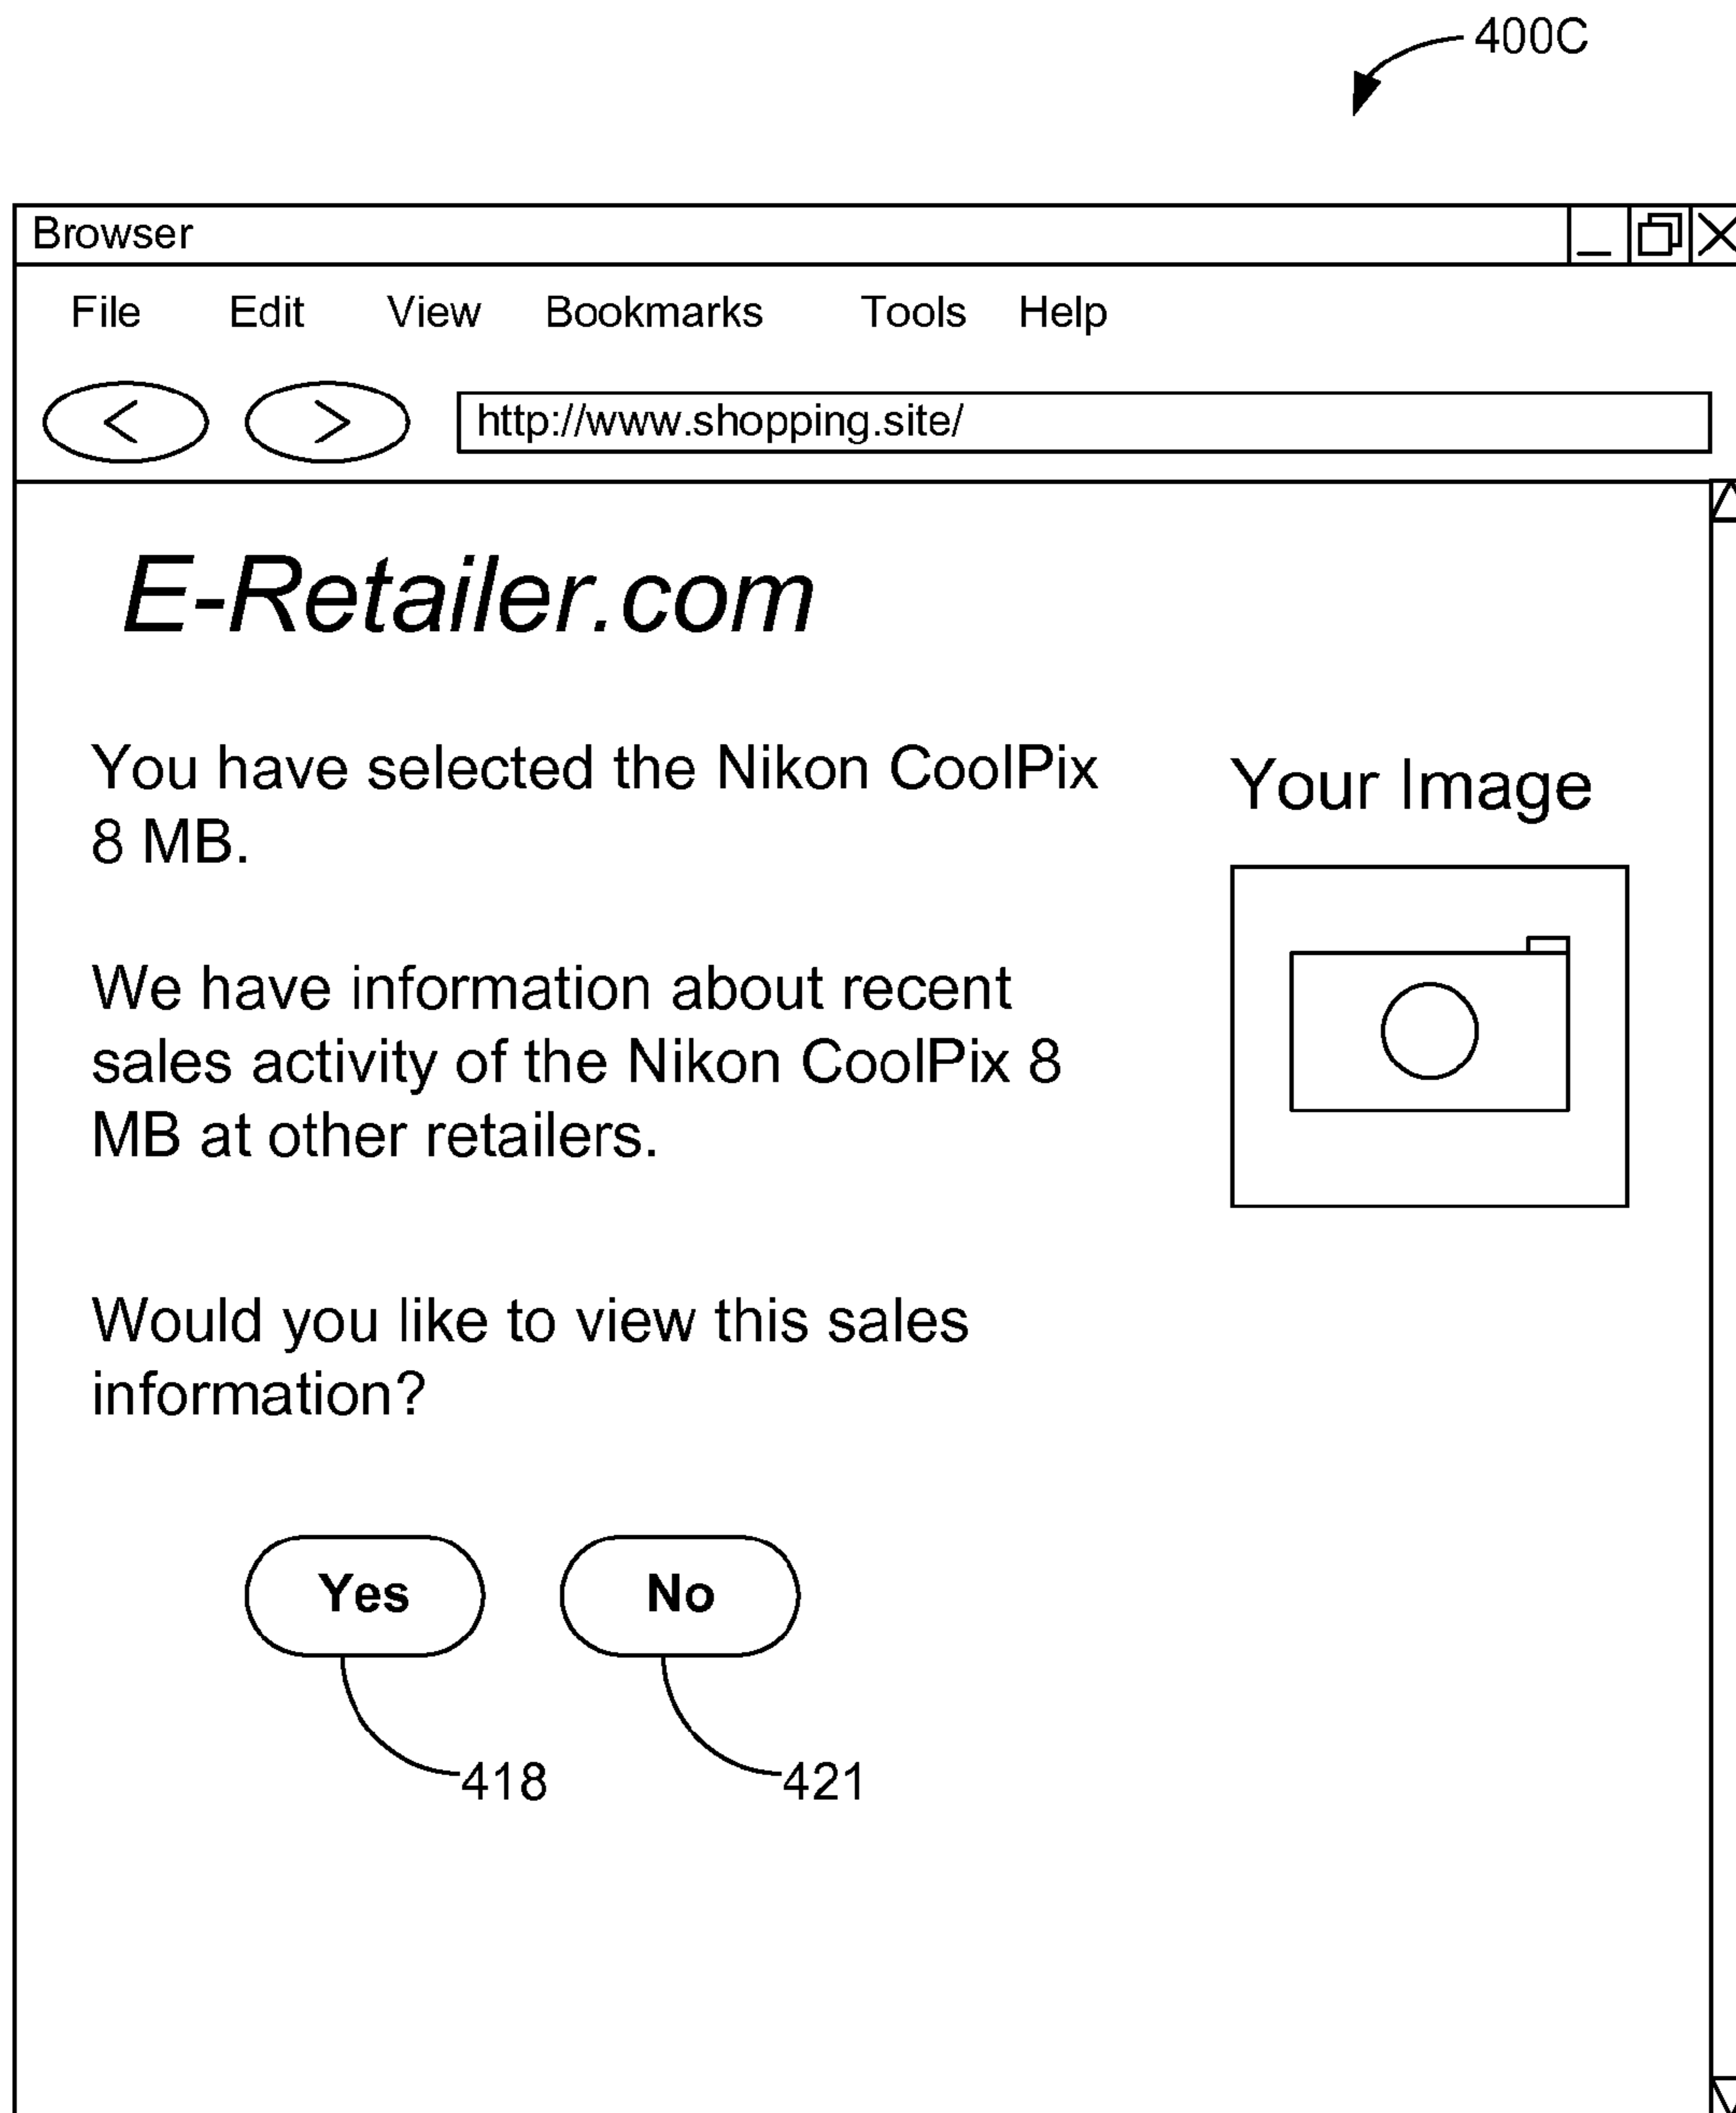 400C
Browser
File Edit View Bookmarks Tools Help
< > http://www.shopping.site/
E-Retailer.com
You have selected the Nikon CoolPix
8 MB.
Your Image
We have information about recent
sales activity of the Nikon CoolPix 8
MB at other retailers.
Would you like to view this sales
information?
Yes No
418 421